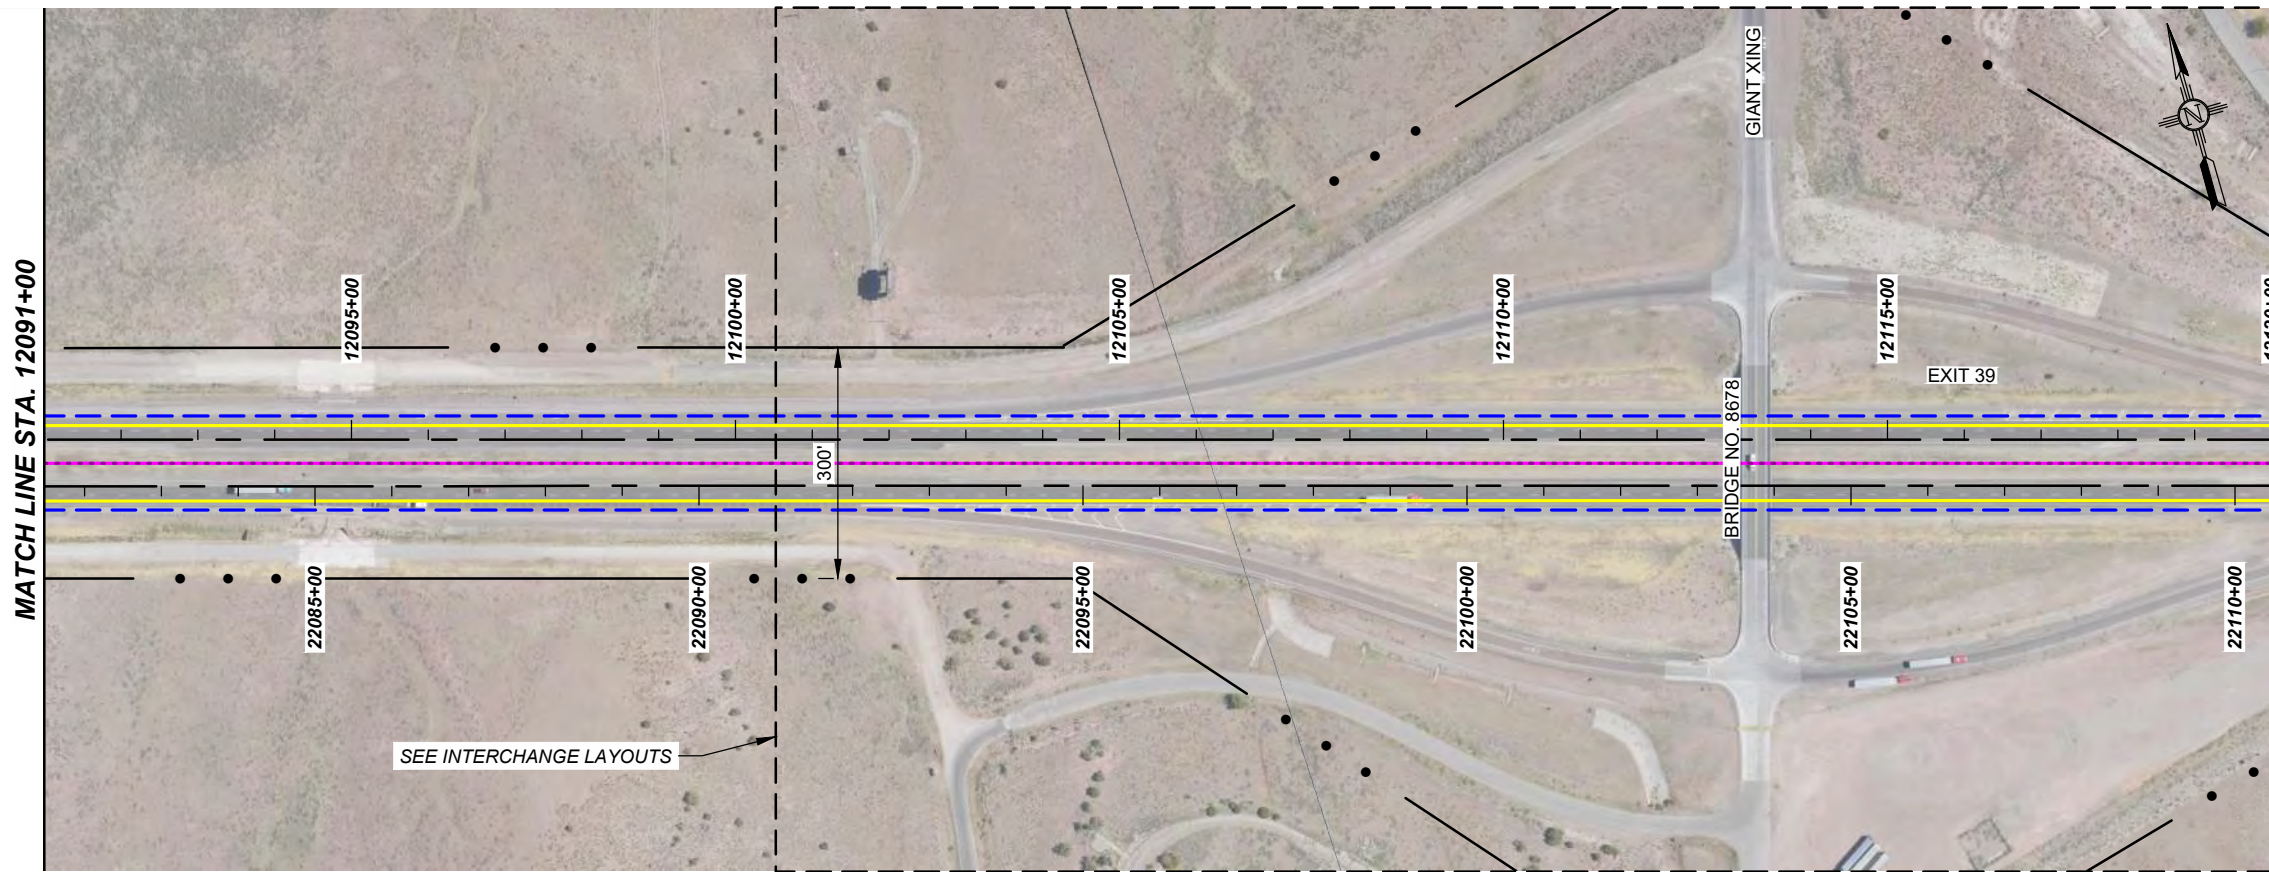 MATCH LINE STA. 12091+00
12095+00
12100+00
12105+00
12110+00
12115+00
GIANT XING
N
EXIT 39
BRIDGE NO. 8678
300'
22085+00
22090+00
22095+00
22100+00
22105+00
22110+00
SEE INTERCHANGE LAYOUTS